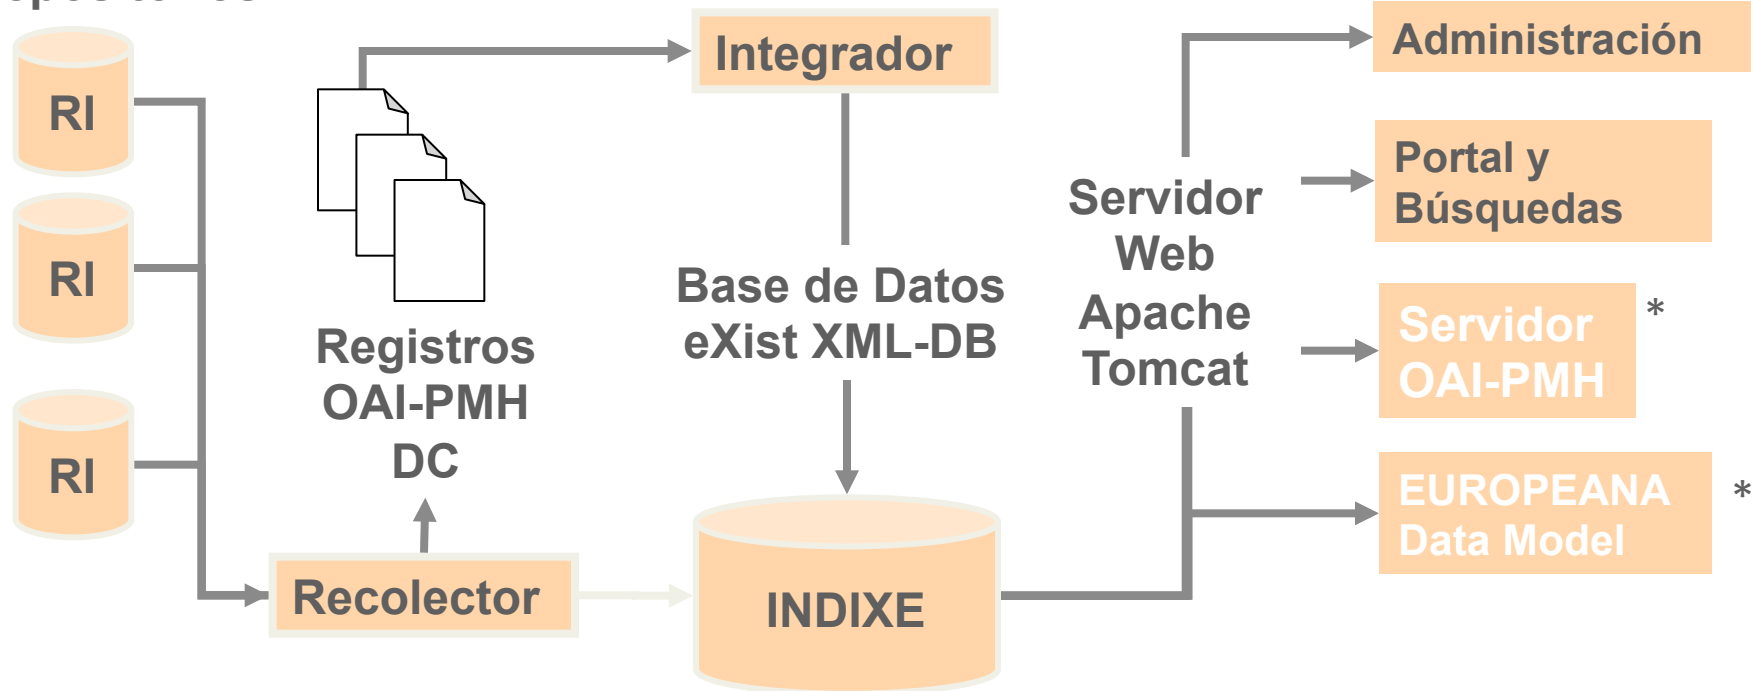 RI
RI
RI
Registros
OAI-PMH
DC
Recolector
Integrador
Base de Datos
eXist XML-DB
INDIXE
Servidor
Web
Apache
Tomcat
Administración
Portal y
Búsquedas
Servidor
OAI-PMH
*
EUROPEANA
Data Model
*